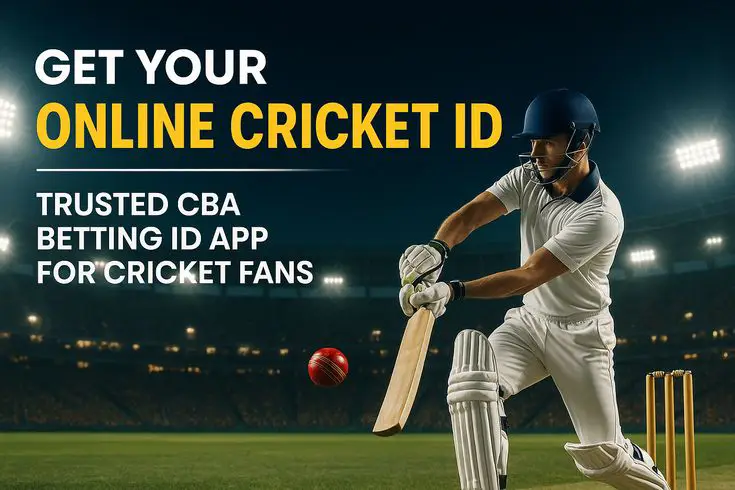 GET YOUR
ONLINE CRICKET ID
TRUSTED CBA
BETTING ID APP
FOR CRICKET FANS